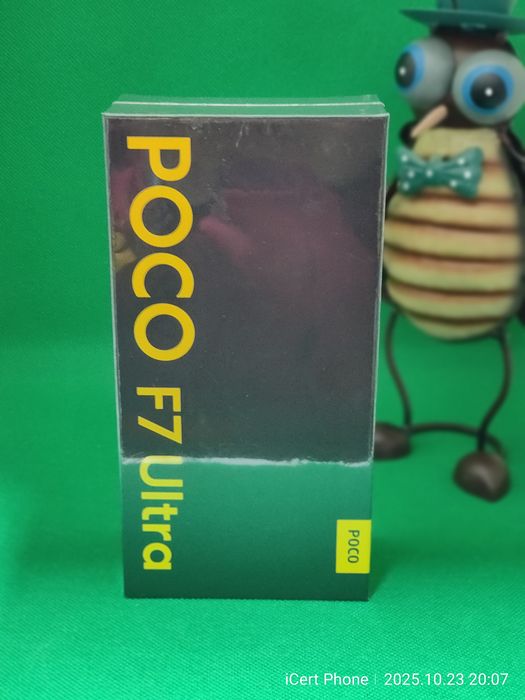 POCO F7 Ultra
POCO
iCert Phone | 2025.10.23 20:07